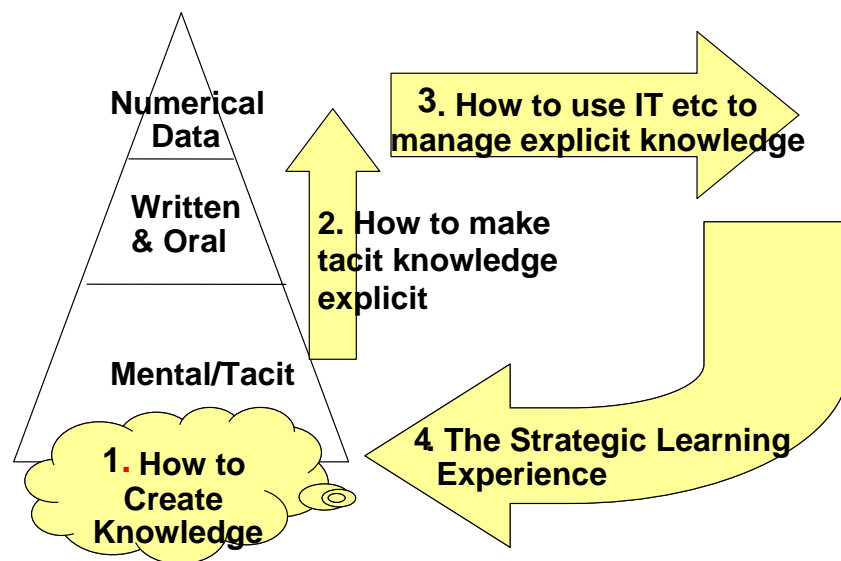 Numerical
Data
Written
& Oral
Mental/Tacit
1. How to
Create
Knowledge
2. How to make
tacit knowledge
explicit
3. How to use IT etc to
manage explicit knowledge
4. The Strategic Learning
Experience